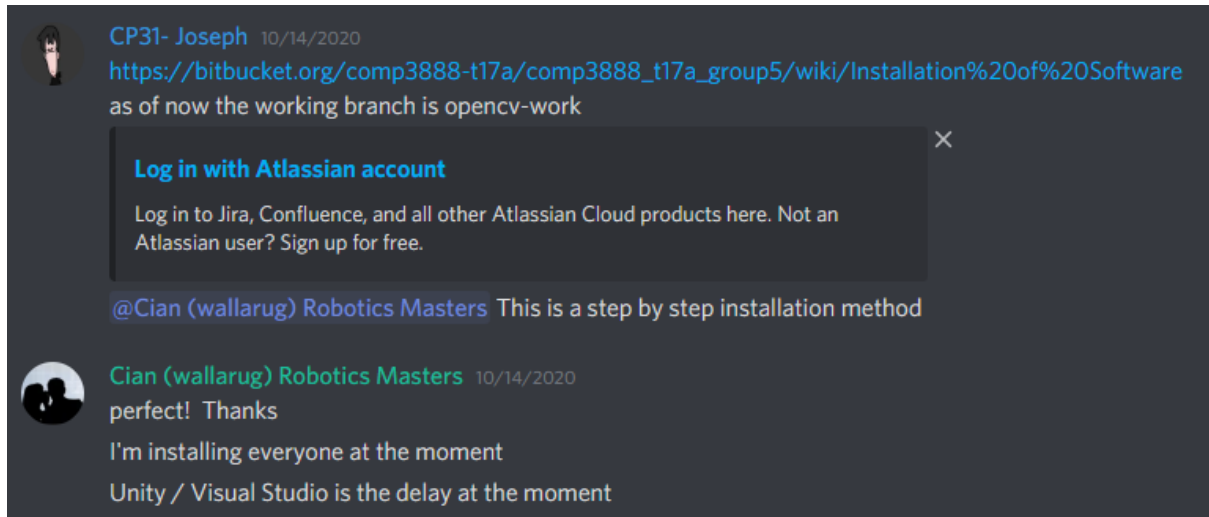 CP31- Joseph 10/14/2020
https://bitbucket.org/comp3888-t17a/comp3888_t17a_group5/wiki/Installation%20of%20Software
as of now the working branch is opencv-work
Log in with Atlassian account
Log in to Jira, Confluence, and all other Atlassian Cloud products here. Not an
Atlassian user? Sign up for free.
@Cian (wallarug) Robotics Masters This is a step by step installation method
Cian (wallarug) Robotics Masters 10/14/2020
perfect!  Thanks
I'm installing everyone at the moment
Unity / Visual Studio is the delay at the moment